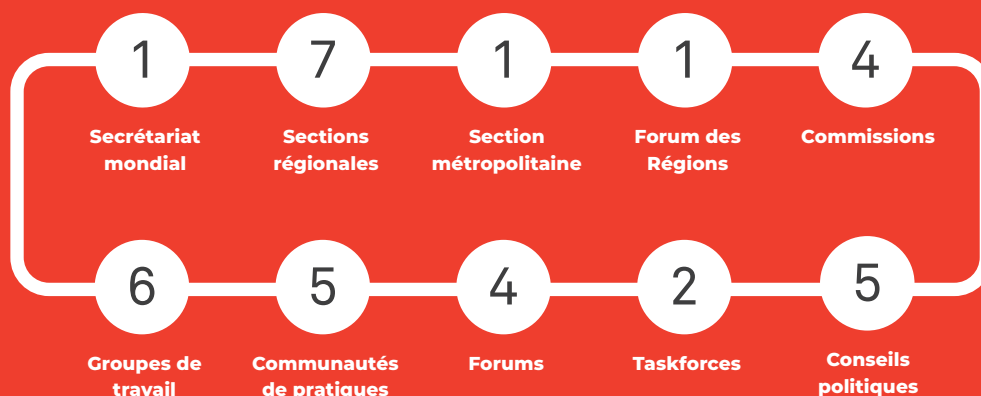 1
Secrétariat
mondial
7
Sections
régionales
1
Section
métropolitaine
1
Forum des
Régions
4
Commissions
6
Groupes de
travail
5
Communautés
de pratiques
4
Forums
2
Taskforces
5
Conseils
politiques